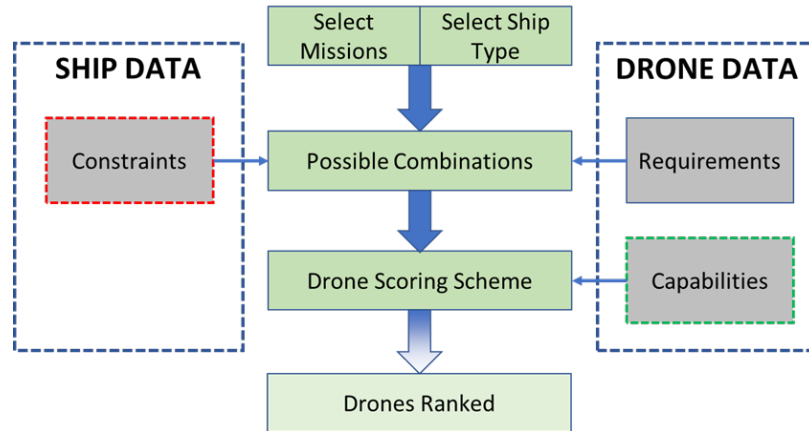 Select
Missions
Select Ship
Type
SHIP DATA
DRONE DATA
Constraints
Possible Combinations
Requirements
Drone Scoring Scheme
Capabilities
Drones Ranked